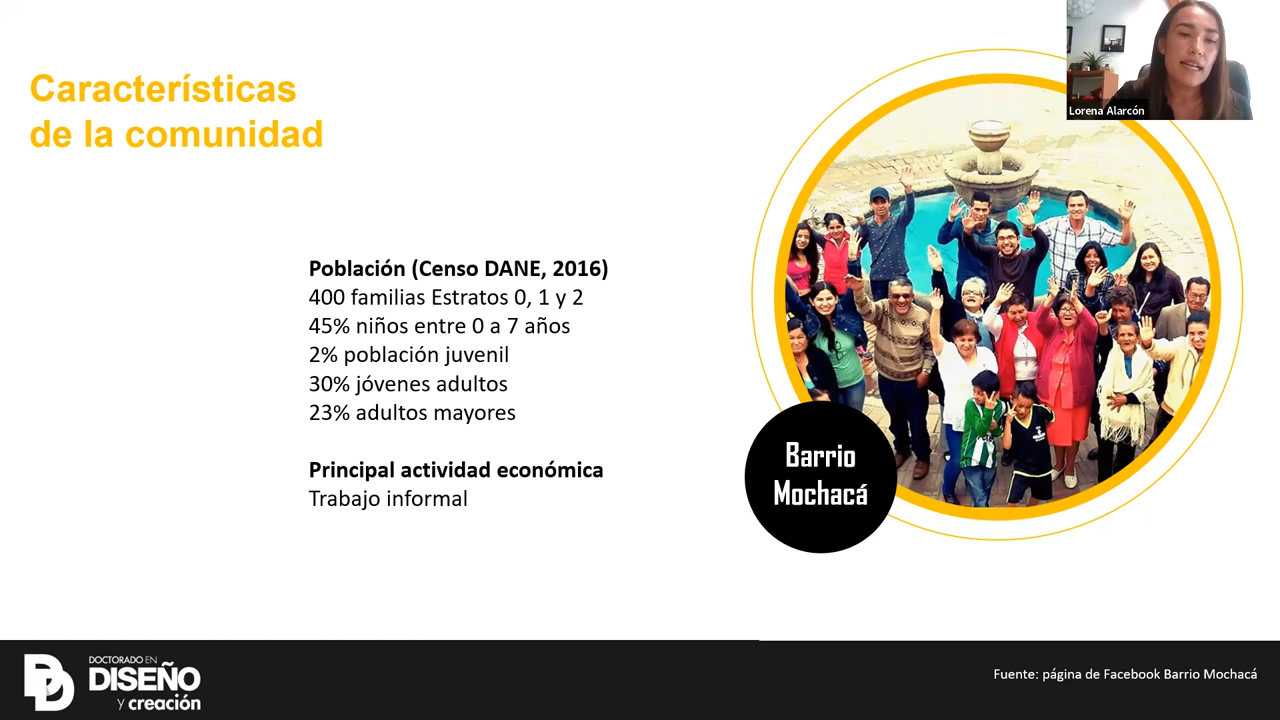 Características
de la comunidad
Lorena Alarcón
Población (Censo DANE, 2016)
400 familias Estratos 0, 1 y 2
45% niños entre 0 a 7 años
2% población juvenil
30% jóvenes adultos
23% adultos mayores
Principal actividad económica
Trabajo informal
Barrio
Mochacá
DOCTORADO EN
DISEÑO
y creación
Fuente: página de Facebook Barrio Mochacá